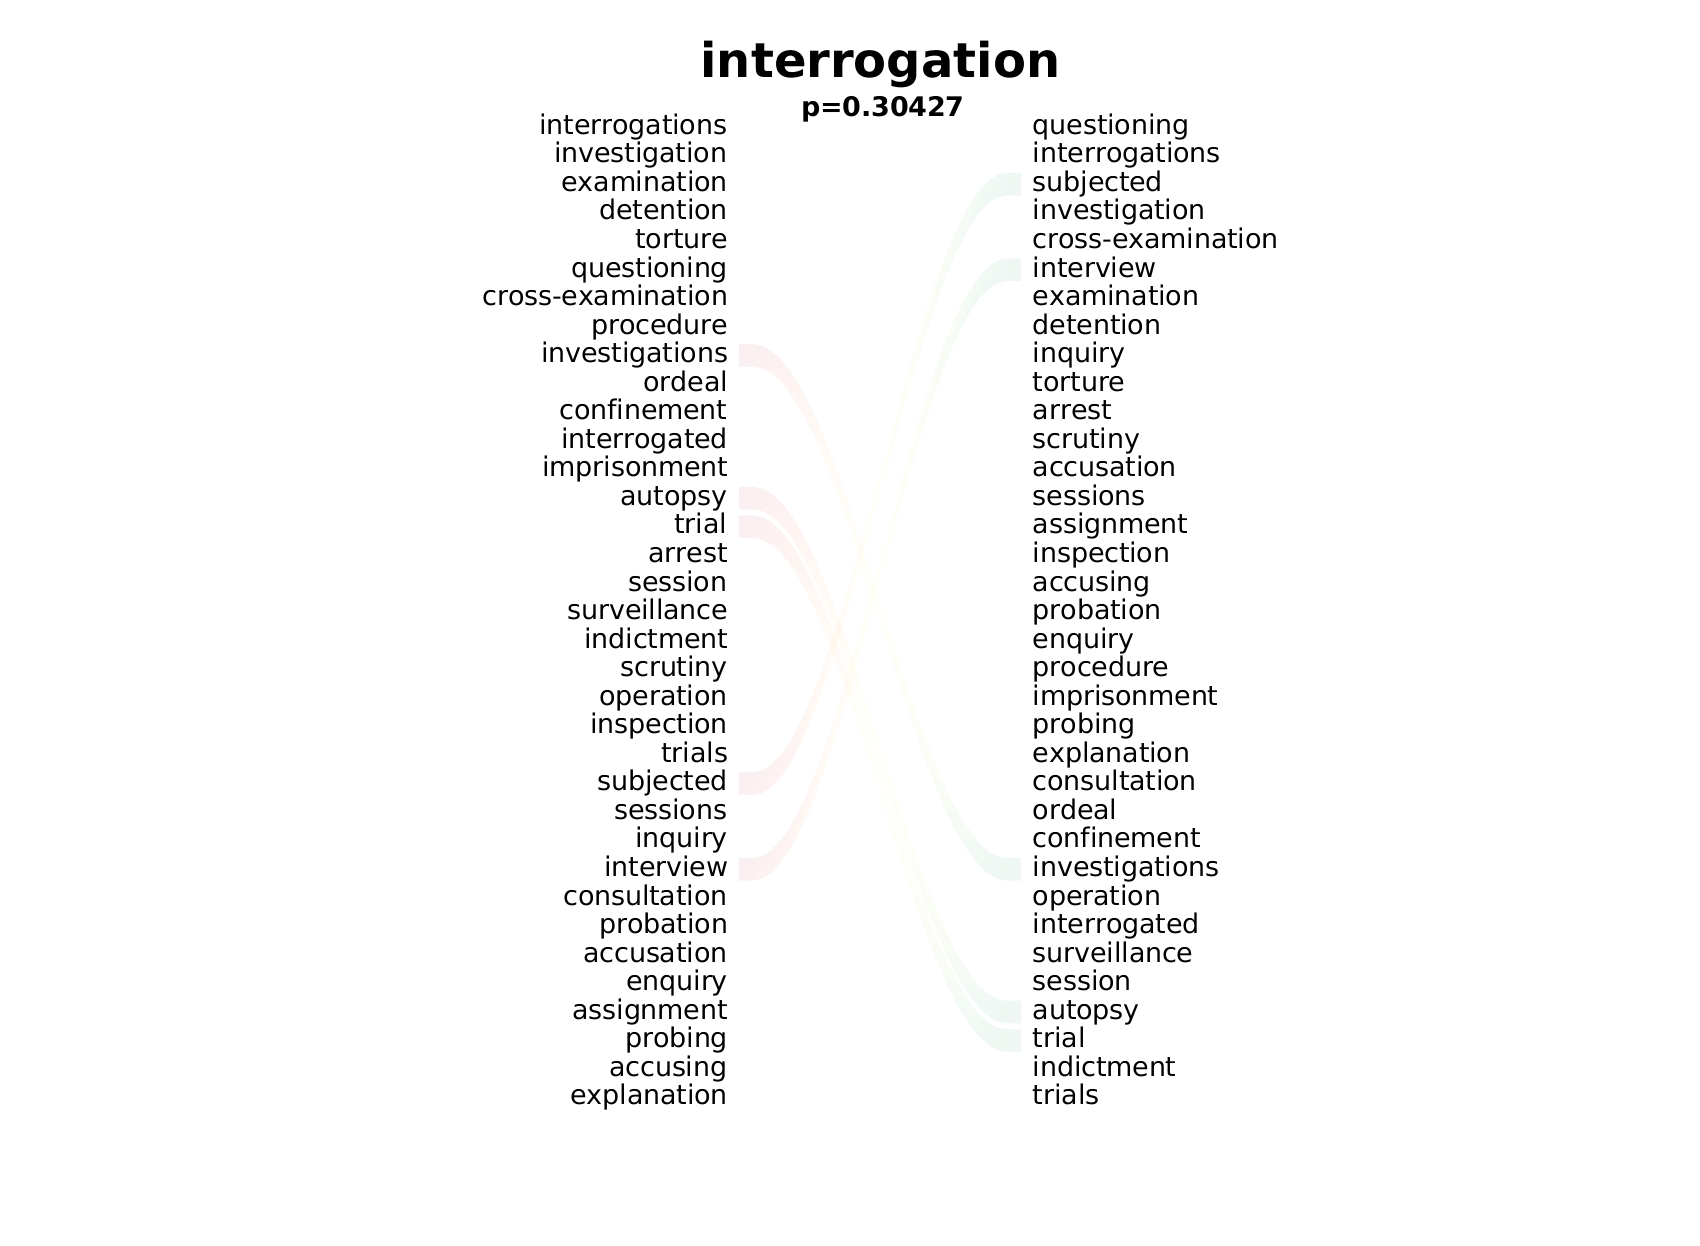 interrogation
p=0.30427
interrogations
investigation
examination
detention
torture
questioning
cross-examination
procedure
investigations
ordeal
confinement
interrogated
imprisonment
autopsy
trial
arrest
session
surveillance
indictment
scrutiny
operation
inspection
trials
subjected
sessions
inquiry
interview
consultation
probation
accusation
enquiry
assignment
probing
accusing
explanation
questioning
interrogations
subjected
investigation
cross-examination
interview
examination
detention
inquiry
torture
arrest
scrutiny
accusation
sessions
assignment
inspection
accusing
probation
enquiry
procedure
imprisonment
probing
explanation
consultation
ordeal
confinement
investigations
operation
interrogated
surveillance
session
autopsy
trial
indictment
trials